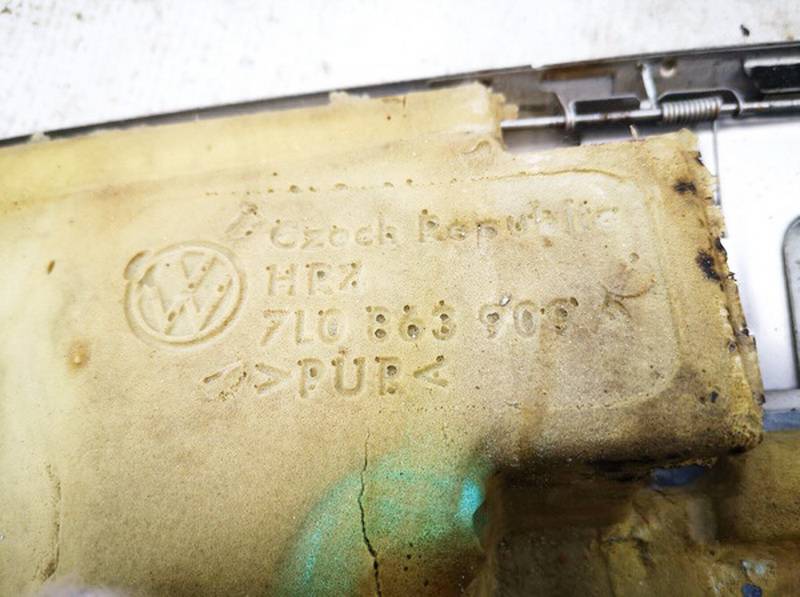 Czech Republic
HRZ
7L0 863 909 A
>PUR<